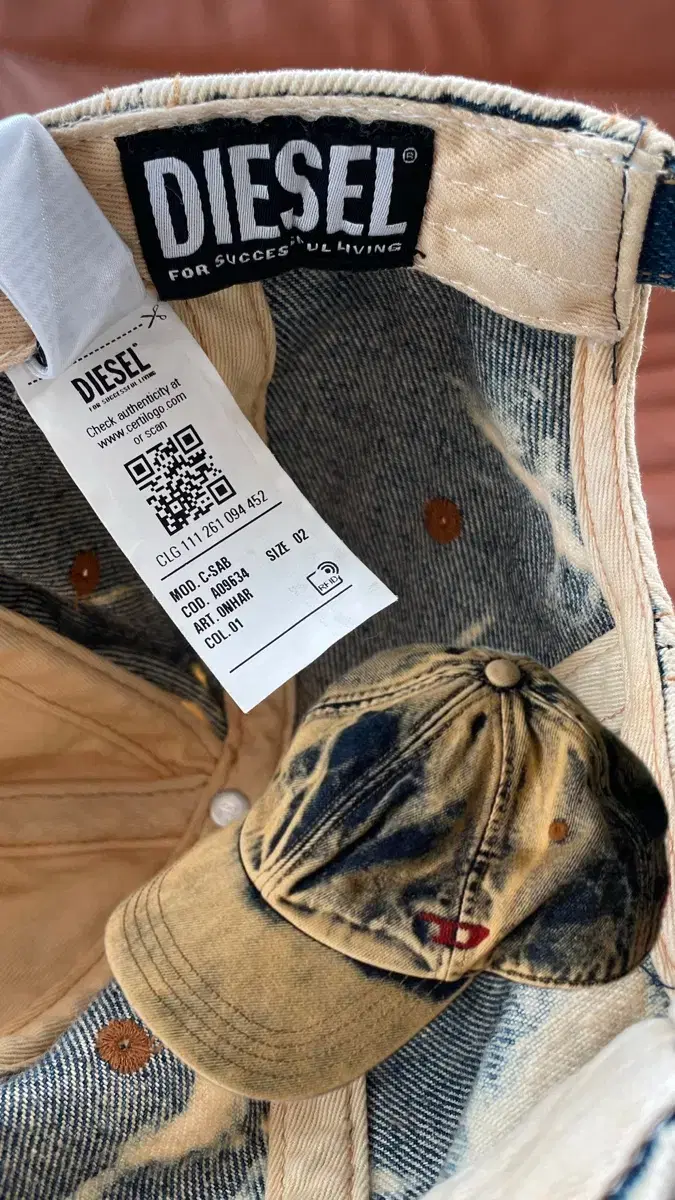 DIESEL®
FOR SUCCESSFUL LIVING
DIESEL
FOR SUCCESSFUL LIVING
Check authenticity at
www.certilogo.com
or scan
CLG 111 261 094 452
MOD. C-SAB SIZE 02
COD. A09634
ART. 0NHAR
COL. 01
RFID
D